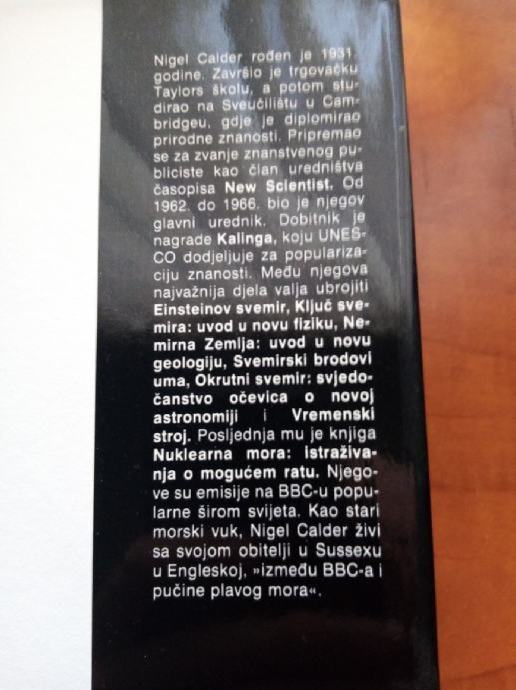 Nigel Calder rođen je 1931.
godine. Završio je trgovačku
Taylors školu, a potom stu-
dirao na Sveučilištu u Cam-
bridgeu, gdje je diplomirao
prirodne znanosti. Pripremao
se za zvanje znanstvenog pu-
bliciste kao član uredništva
časopisa New Scientist. Od
1962. do 1966. bio je njegov
glavni urednik. Dobitnik je
nagrade Kalinga, koju UNES-
CO dodjeljuje za populariza-
ciju znanosti. Među njegova
najvažnija djela valja ubrojiti
Einsteinov svemir, Ključ sve-
mira: uvod u novu fiziku, Ne-
mirna Zemlja: uvod u novu
geologiju, Svemirski brodovi
uma, Okrutni svemir: svjedo-
čanstvo očevica o novoj
astronomiji i Vremenski
stroj. Posljednja mu je knjiga
Nuklearna mora: istraživa-
nja o mogućem ratu. Njego-
ve su emisije na BBC-u popu-
larne širom svijeta. Kao stari
morski vuk, Nigel Calder živi
sa svojom obitelji u Sussexu
u Engleskoj, »između BBC-a i
pučine plavog mora«.